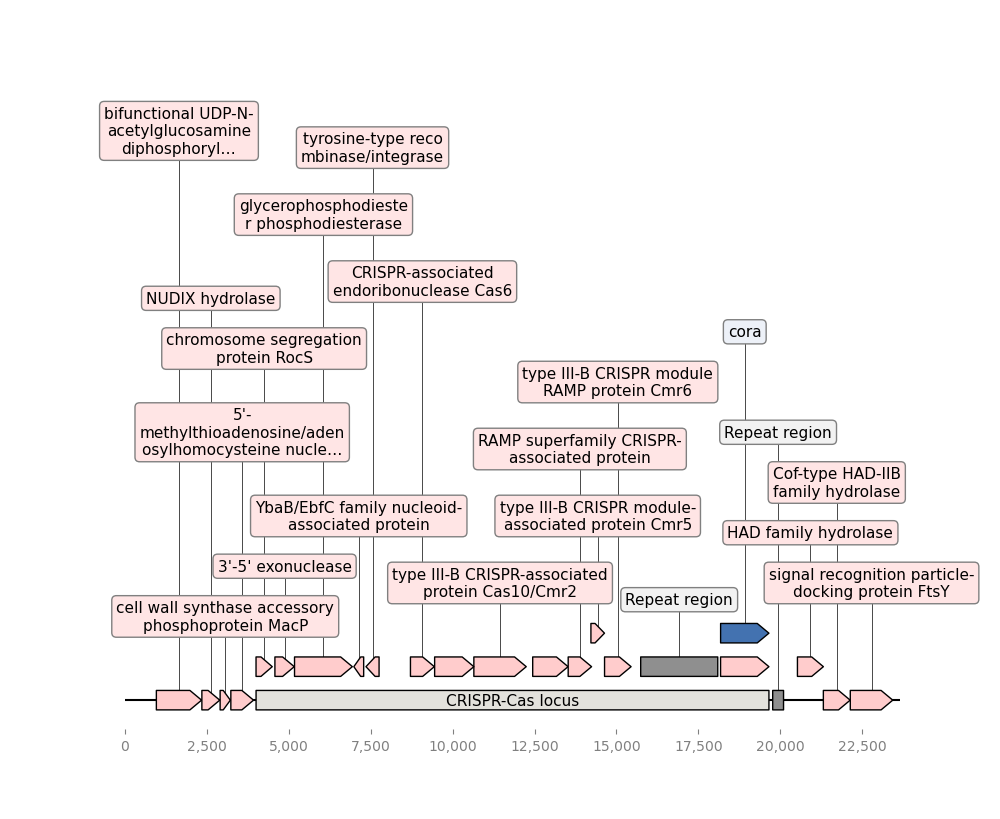 bifunctional UDP-N-
acetylglucosamine
diphosphoryl...
tyrosine-type reco
mbinase/integrase
glycerophosphodieste
r phosphodiesterase
CRISPR-associated
endoribonuclease Cas6
NUDIX hydrolase
cora
chromosome segregation
protein RocS
type III-B CRISPR module
RAMP protein Cmr6
5'-
methylthioadenosine/aden
osylhomocysteine nucle...
Repeat region
RAMP superfamily CRISPR-
associated protein
Cof-type HAD-IIB
family hydrolase
YbaB/EbfC family nucleoid-
associated protein
type III-B CRISPR module-
associated protein Cmr5
HAD family hydrolase
3'-5' exonuclease
type III-B CRISPR-associated
protein Cas10/Cmr2
signal recognition particle-
docking protein FtsY
Repeat region
cell wall synthase accessory
phosphoprotein MacP
CRISPR-Cas locus
0 2,500 5,000 7,500 10,000 12,500 15,000 17,500 20,000 22,500